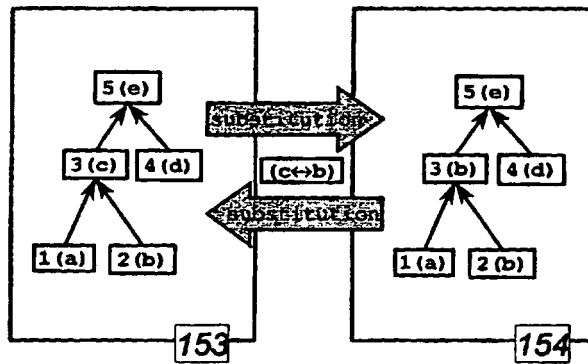 5(e)
3(c) 4(d)
1(a) 2(b)
153
substitution
(c↔b)
substitution
5(e)
3(b) 4(d)
1(a) 2(b)
154